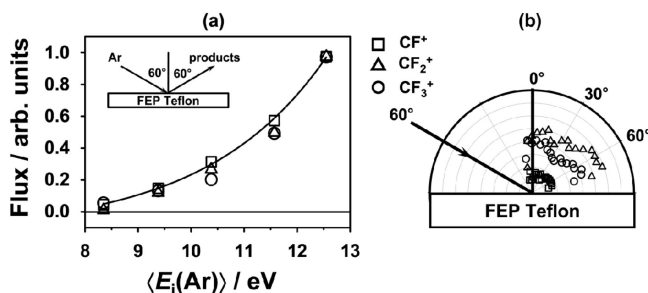 (a)
Flux / arb. units
1.0
0.8
0.6
0.4
0.2
0.0
Ar
products
60° 60°
FEP Teflon
8 9 10 11 12 13
⟨Ei(Ar)⟩ / eV
(b)
CF⁺
CF₂⁺
CF₃⁺
0°
30°
60°
60°
FEP Teflon